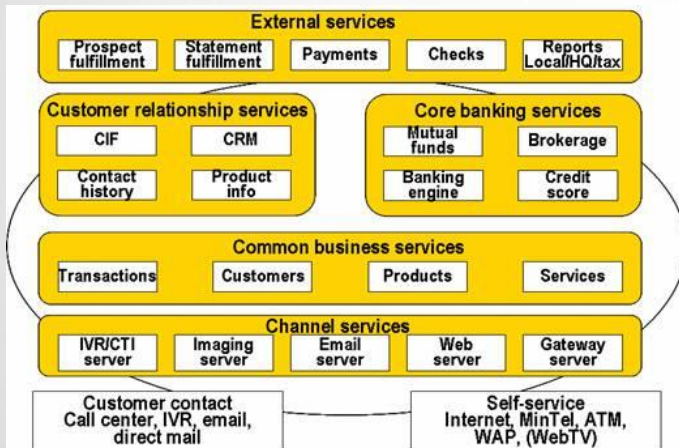 External services
Prospect fulfillment
Statement fulfillment
Payments
Checks
Reports Local/HQ/tax
Customer relationship services
CIF
CRM
Contact history
Product info
Core banking services
Mutual funds
Brokerage
Banking engine
Credit score
Common business services
Transactions
Customers
Products
Services
Channel services
IVR/CTI server
Imaging server
Email server
Web server
Gateway server
Customer contact
Call center, IVR, email,
direct mail
Self-service
Internet, MinTel, ATM,
WAP, (WebTV)